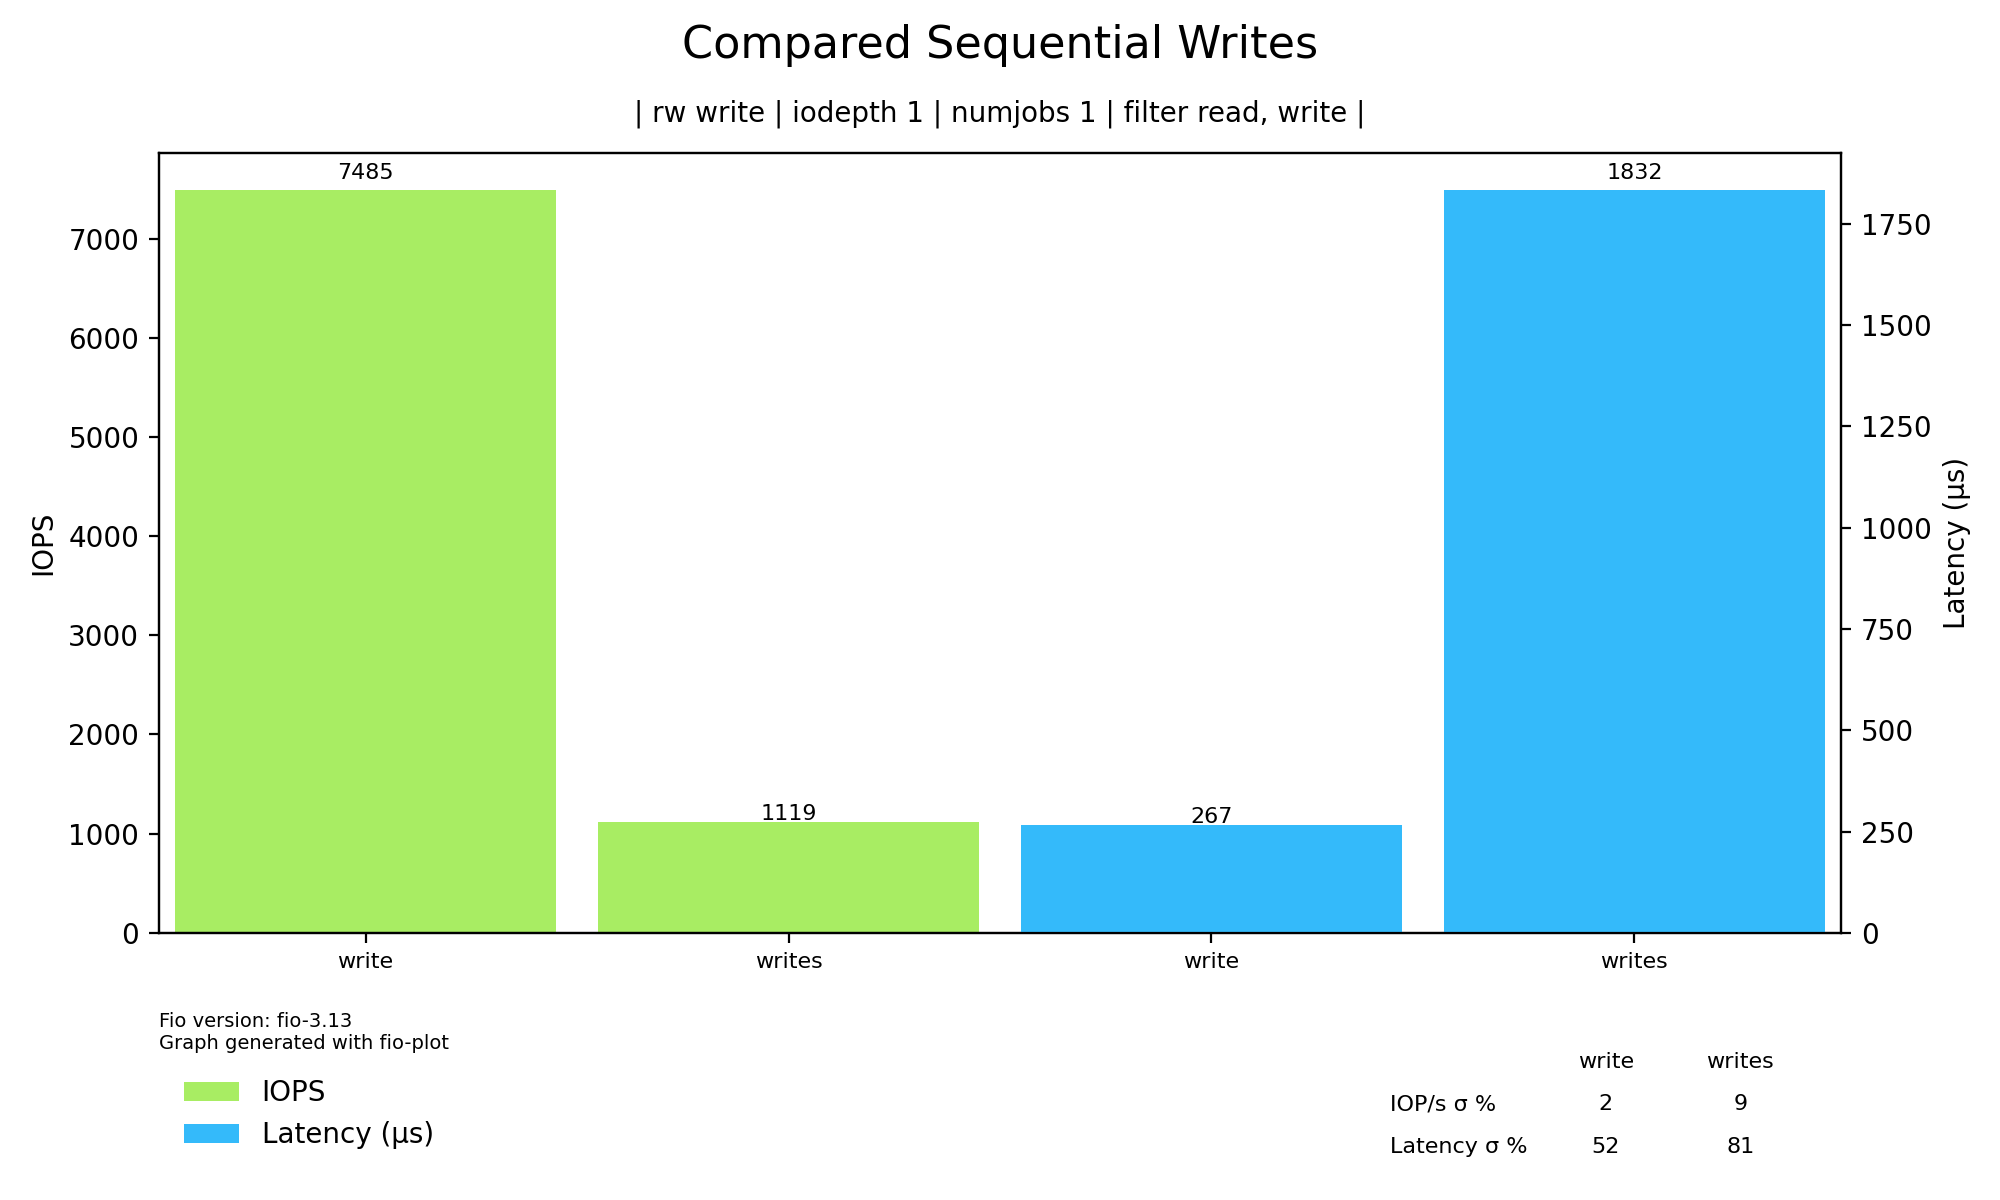 Compared Sequential Writes
| rw write | iodepth 1 | numjobs 1 | filter read, write |
7485
1832
7000
6000
5000
4000
3000
2000
1000
0
IOPS
1119
267
1750
1500
1250
1000
750
500
250
0
Latency (µs)
write writes write writes
Fio version: fio-3.13
Graph generated with fio-plot
IOPS
Latency (µs)
write writes
IOP/s σ % 2 9
Latency σ % 52 81